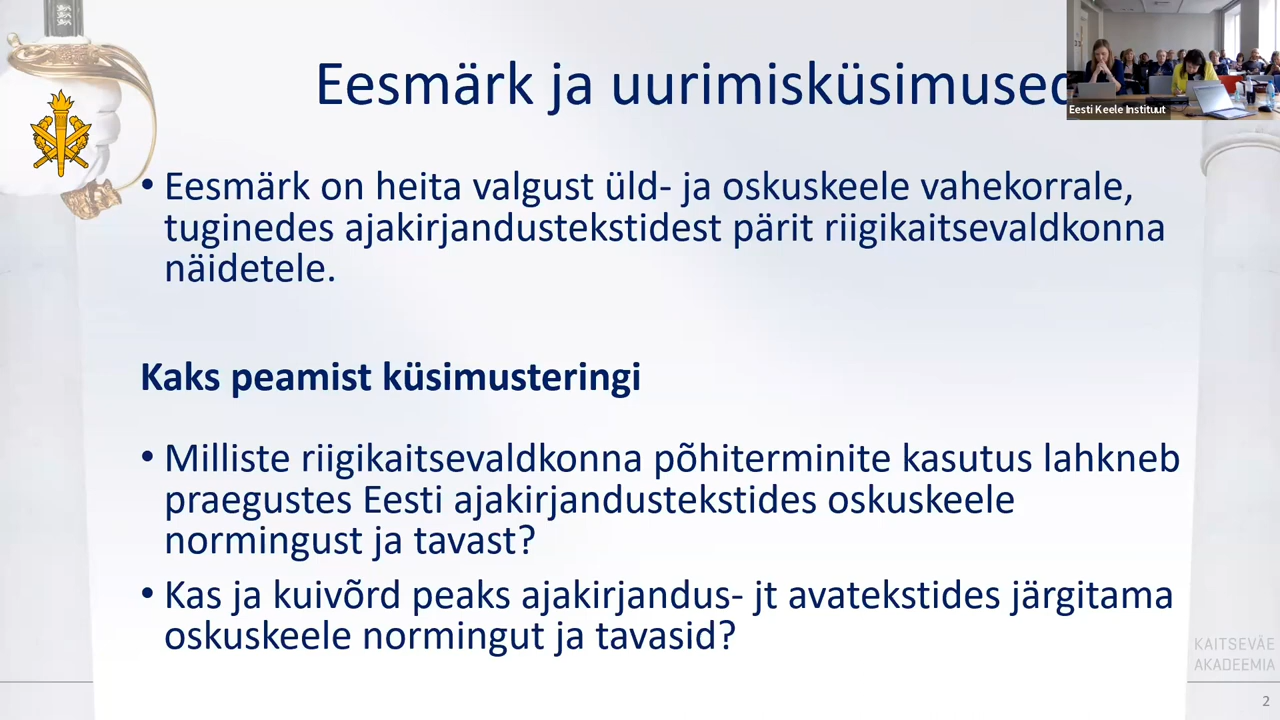 Eesmärk ja uurimisküsimused
Eesti Keele Instituut
• Eesmärk on heita valgust üld- ja oskuskeele vahekorrale,
tuginedes ajakirjandustekstidest pärit riigikaitsevaldkonna
näidetele.
Kaks peamist küsimusteringi
• Milliste riigikaitsevaldkonna põhiterminite kasutus lahkneb
praegustes Eesti ajakirjandustekstides oskuskeele
normingust ja tavast?
• Kas ja kuivõrd peaks ajakirjandus- jt avatekstides järgitama
oskuskeele normingut ja tavasid?
KAITSEVÄE
AKADEEMIA
2